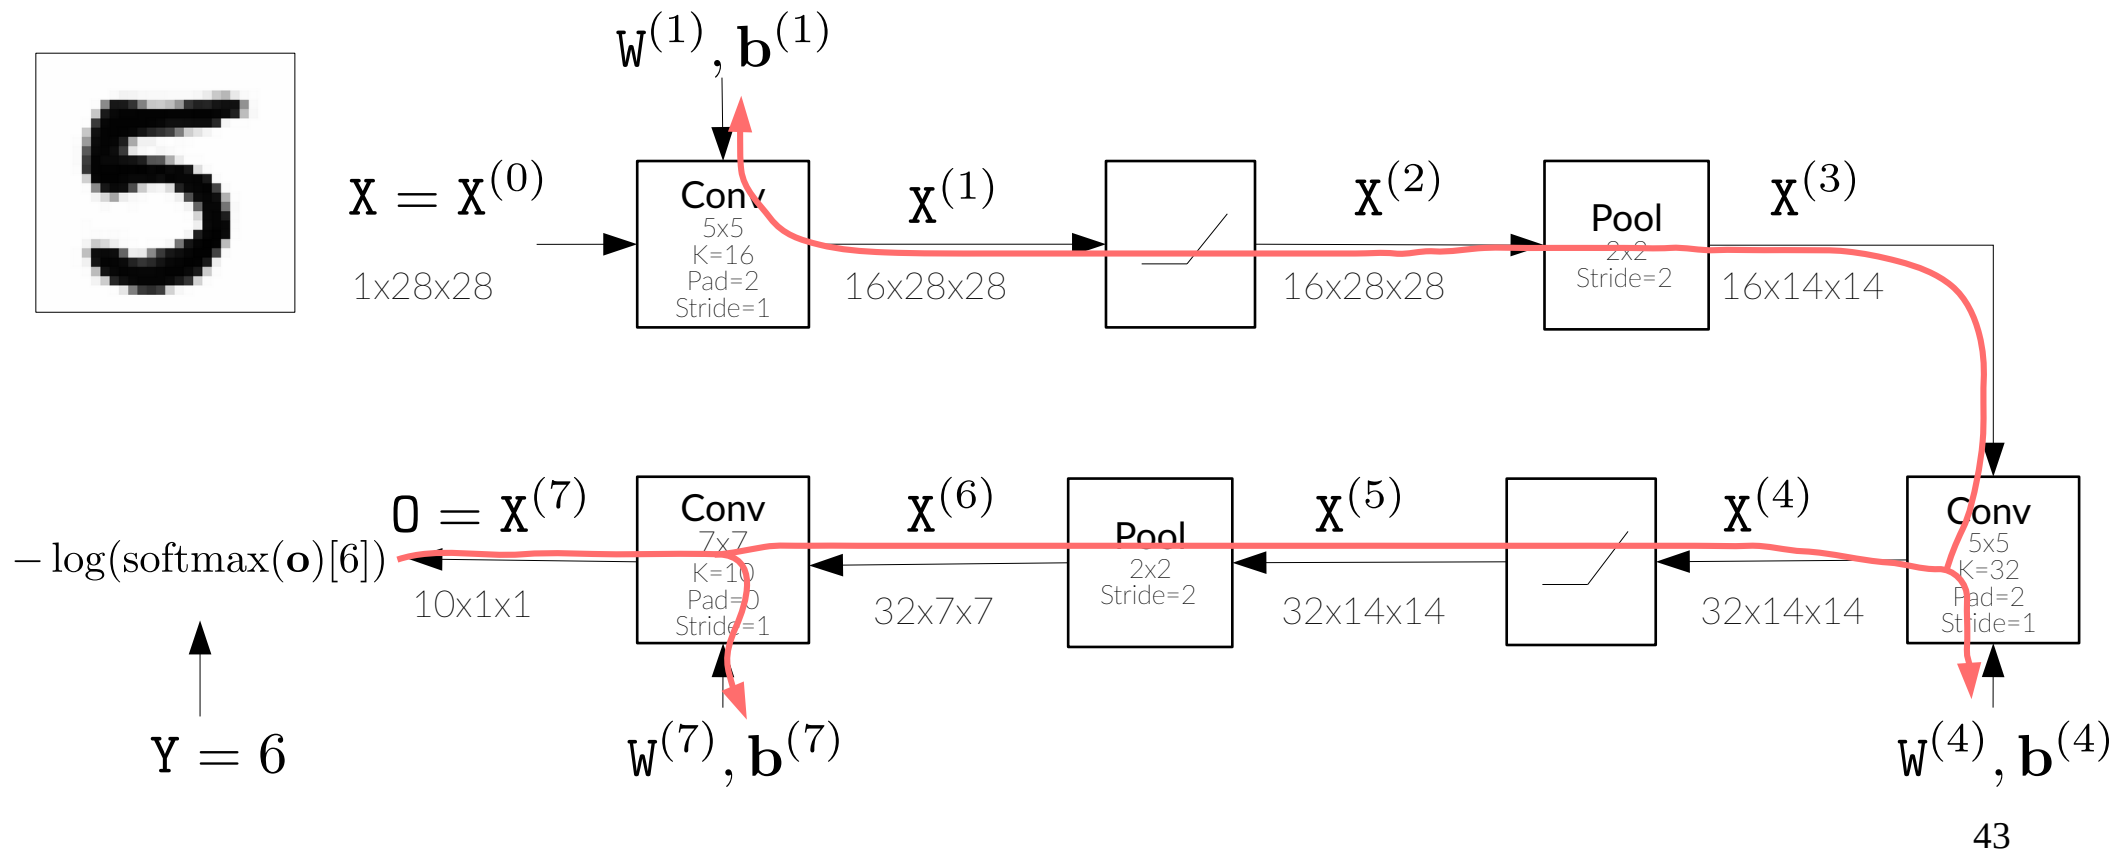 W^(1), b^(1)
5
X = X^(0)
1x28x28
Conv
5x5
K=16
Pad=2
Stride=1
X^(1)
16x28x28
X^(2)
16x28x28
Pool
2x2
Stride=2
X^(3)
16x14x14
− log(softmax(o)[6])
O = X^(7)
10x1x1
Conv
7x7
K=10
Pad=0
Stride=1
X^(6)
32x7x7
Pool
2x2
Stride=2
X^(5)
32x14x14
X^(4)
32x14x14
Conv
5x5
K=32
Pad=2
Stride=1
Y = 6
W^(7), b^(7)
W^(4), b^(4)
43